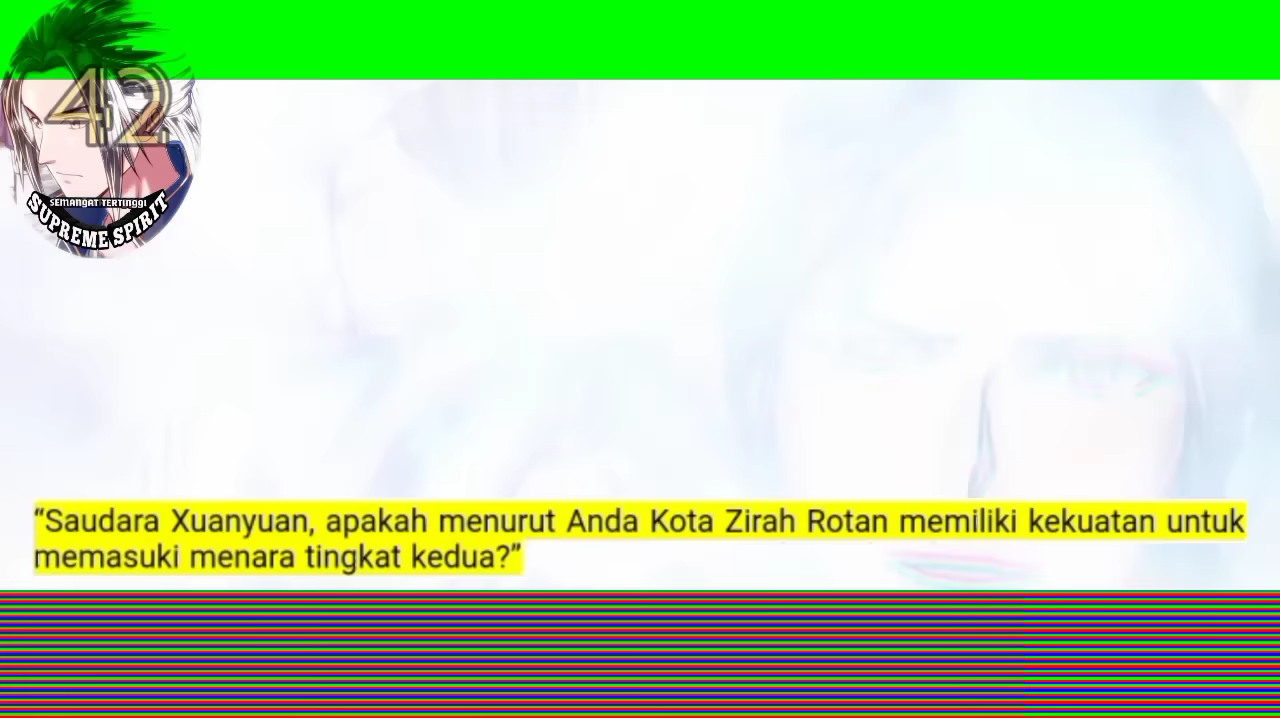 42
SEMANGAT TERTINGGI
SUPREME SPIRIT
“Saudara Xuanyuan, apakah menurut Anda Kota Zirah Rotan memiliki kekuatan untuk
memasuki menara tingkat kedua?”